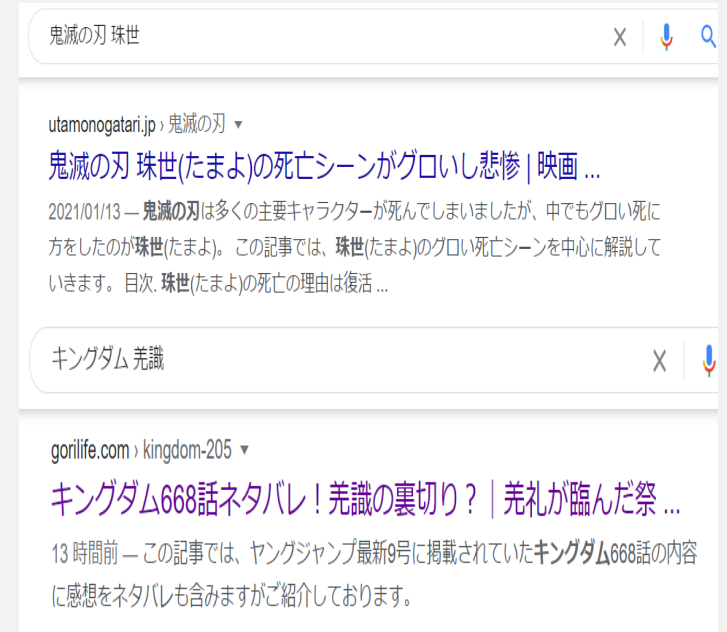 鬼滅の刃 珠世
utamonogatari.jp › 鬼滅の刃
鬼滅の刃 珠世(たまよ)の死亡シーンがグロいし悲惨 | 映画 ...
2021/01/13 — 鬼滅の刃は多くの主要キャラクターが死んでしまいましたが、中でもグロい死に
方をしたのが珠世(たまよ)。 この記事では、珠世(たまよ)のグロい死亡シーンを中心に解説して
いきます。 目次. 珠世(たまよ)の死亡の理由は復活 ...
キングダム 羌識
gorilife.com › kingdom-205
キングダム668話ネタバレ！羌識の裏切り？｜羌礼が臨んだ祭 ...
13 時間前 — この記事では、ヤングジャンプ最新9号に掲載されていたキングダム668話の内容
に感想をネタバレも含みますがご紹介しております。